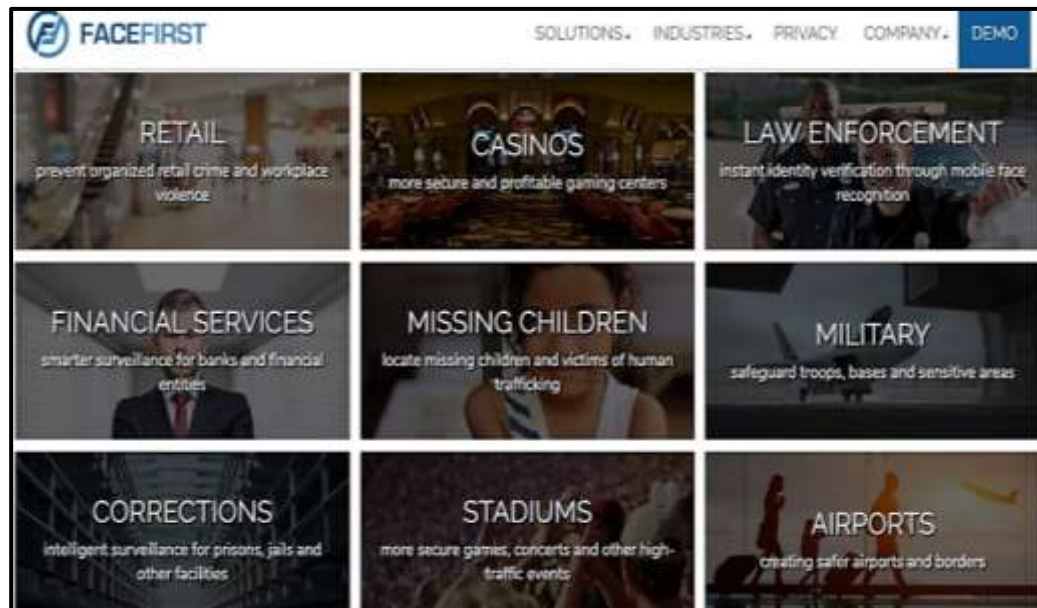 FACEFIRST
SOLUTIONS INDUSTRIES PRIVACY COMPANY DEMO
RETAIL
prevent organized retail crime and workplace
violence
CASINOS
more secure and profitable gaming centers
LAW ENFORCEMENT
instant identity verification through mobile face
recognition
FINANCIAL SERVICES
smarter surveillance for banks and financial
entities
MISSING CHILDREN
locate missing children and victims of human
trafficking
MILITARY
safeguard troops, bases and sensitive areas
CORRECTIONS
intelligent surveillance for prisons, jails and
other facilities
STADIUMS
more secure games, concerts and other high-
traffic events
AIRPORTS
creating safer airports and borders